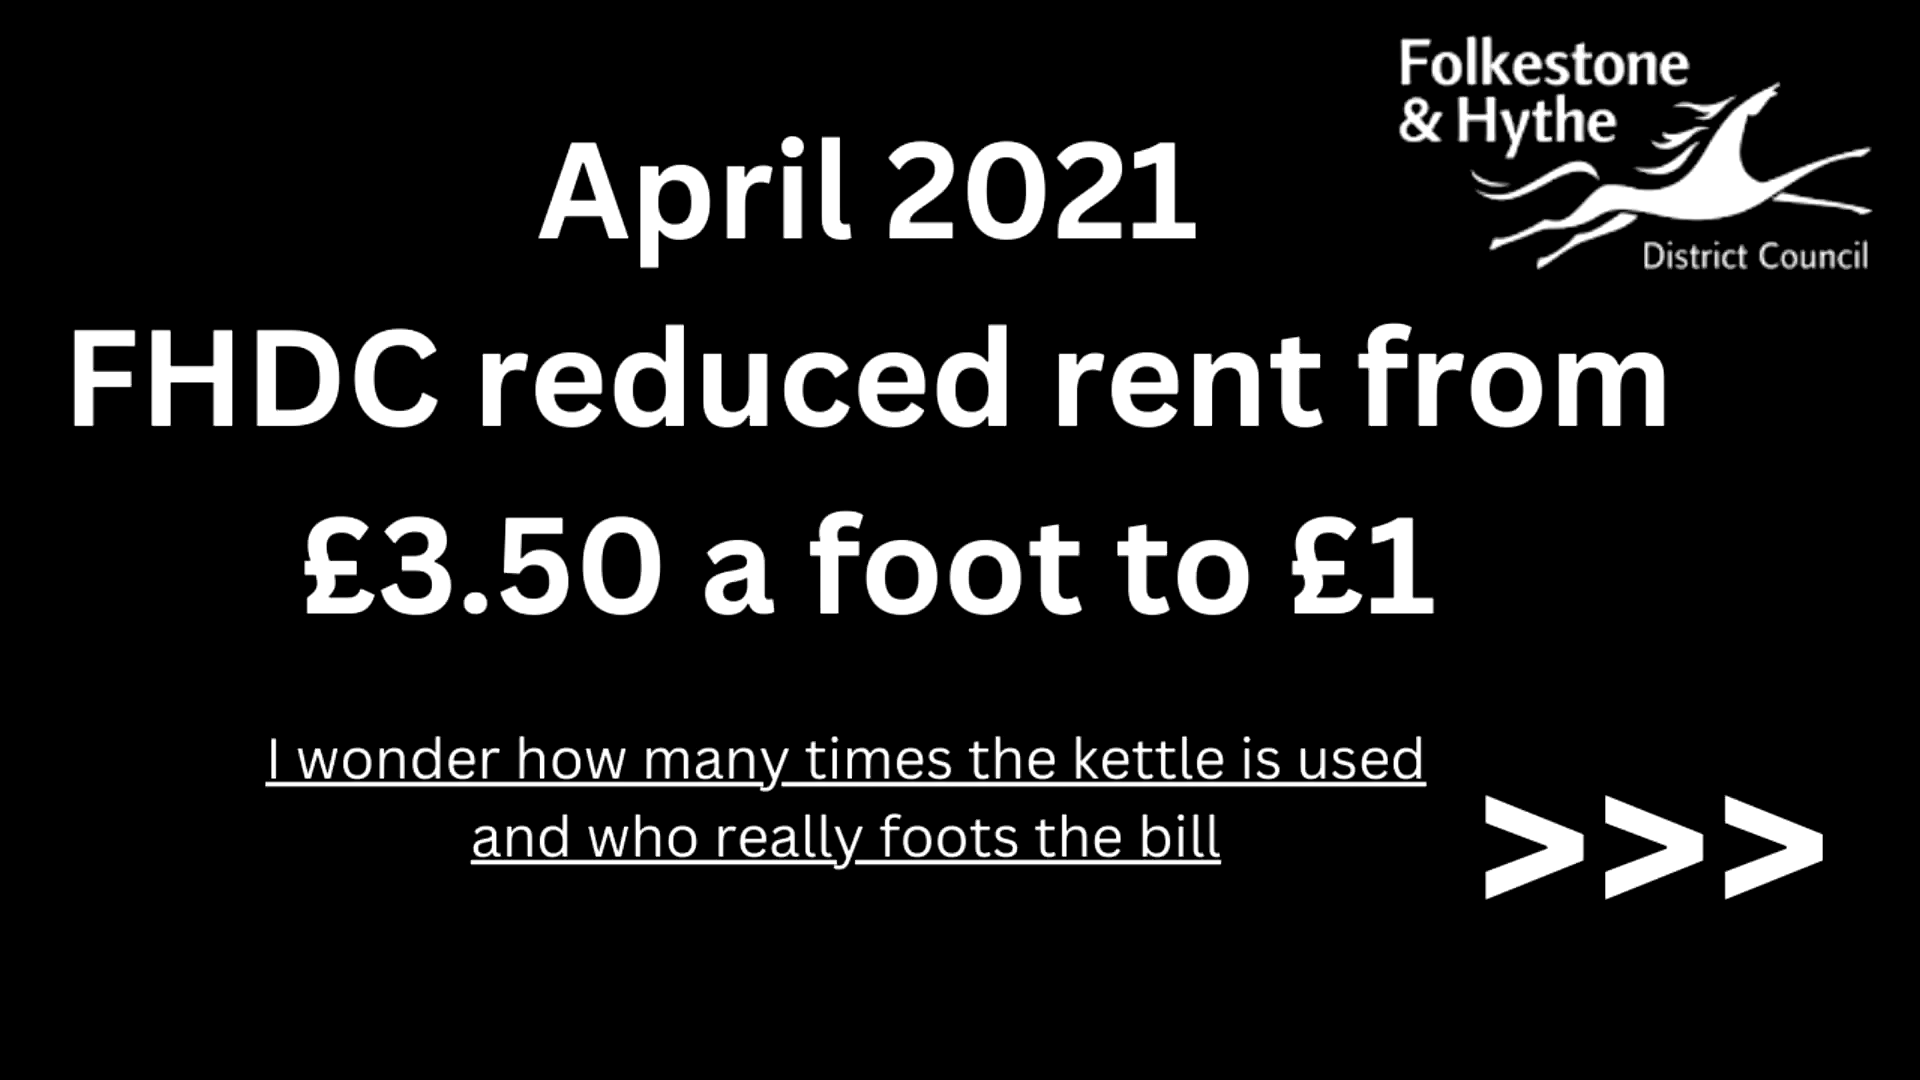 Folkestone
& Hythe
District Council
April 2021
FHDC reduced rent from
£3.50 a foot to £1
I wonder how many times the kettle is used
and who really foots the bill
>>>